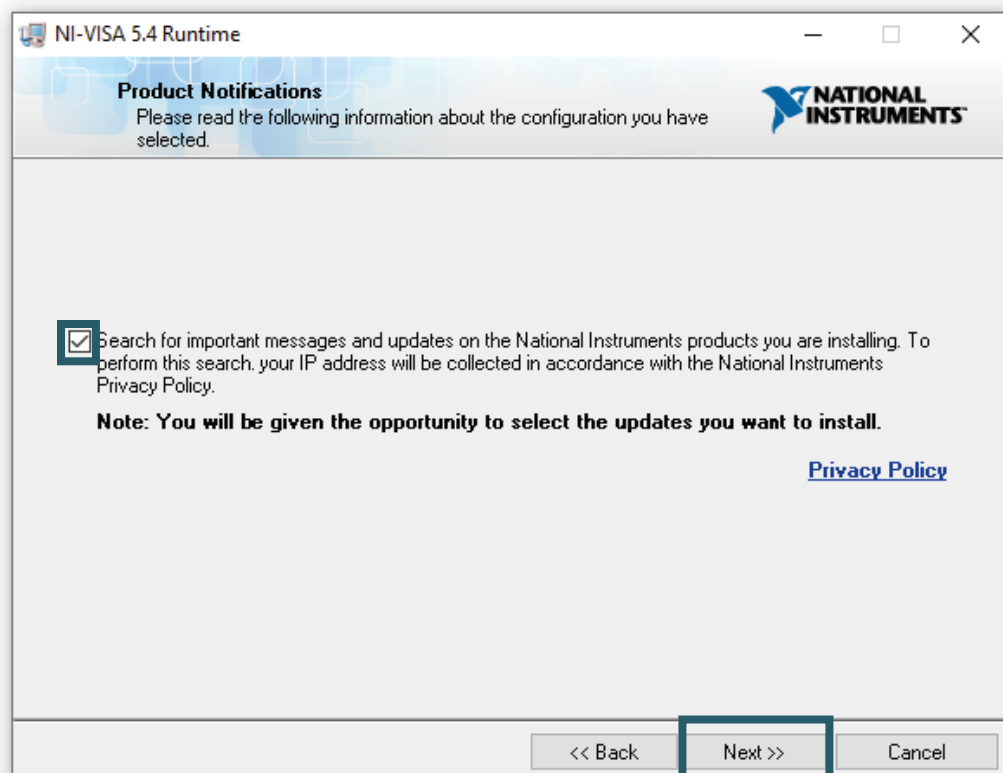 NI-VISA 5.4 Runtime
Product Notifications
Please read the following information about the configuration you have
selected.
NATIONAL
INSTRUMENTS™
Search for important messages and updates on the National Instruments products you are installing. To
perform this search, your IP address will be collected in accordance with the National Instruments
Privacy Policy.
Note: You will be given the opportunity to select the updates you want to install.
Privacy Policy
<< Back
Next >>
Cancel